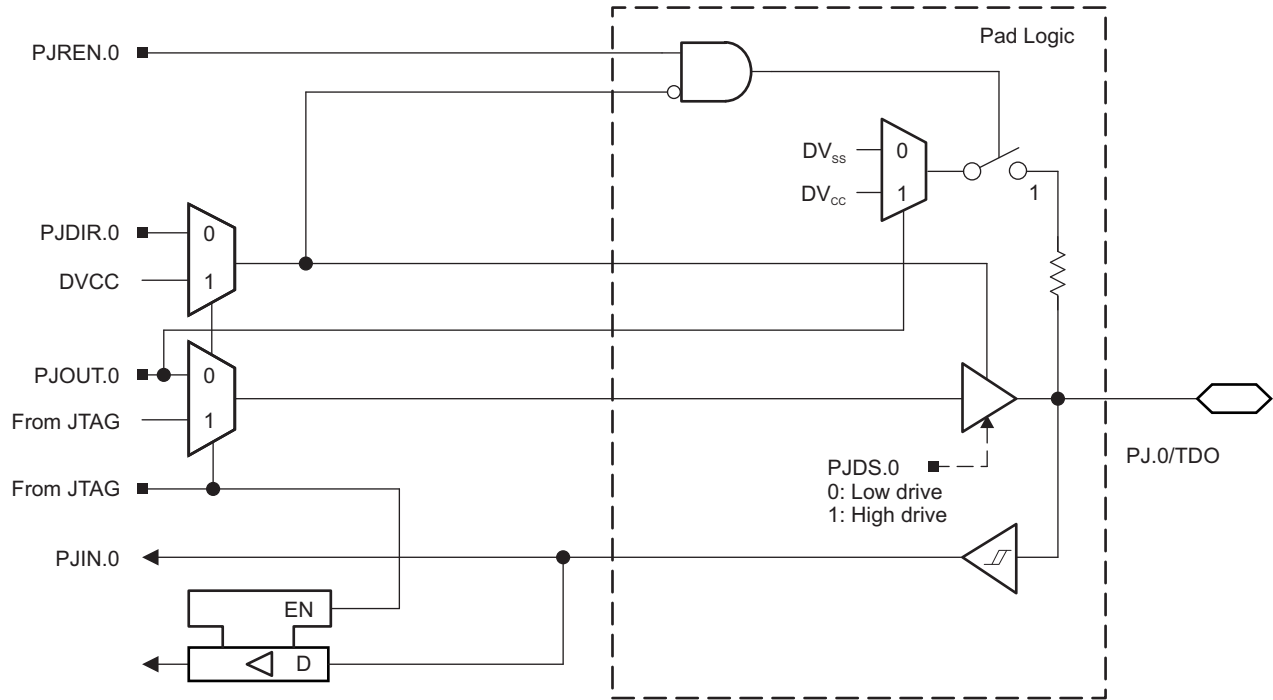 Pad Logic
PJREN.0
DVSS
0
DVCC
1
1
PJDIR.0
0
DVCC
1
PJOUT.0
0
From JTAG
1
PJDS.0
0: Low drive
1: High drive
PJ.0/TDO
From JTAG
PJIN.0
EN
D